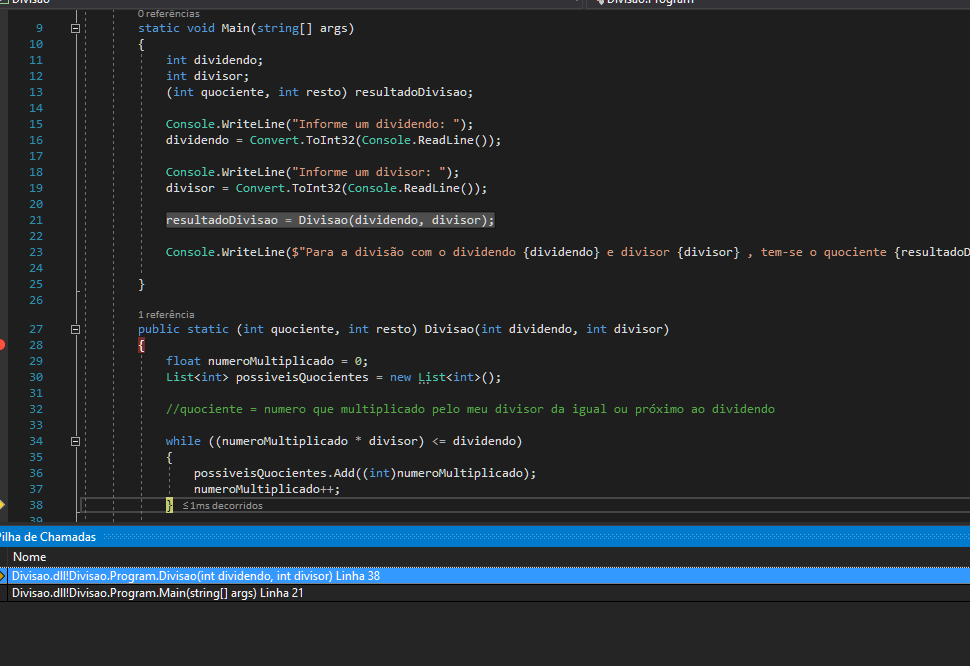 Divisao
Divisao.Program
0 referências
9 static void Main(string[] args)
10 {
11 int dividendo;
12 int divisor;
13 (int quociente, int resto) resultadoDivisao;
14
15 Console.WriteLine("Informe um dividendo: ");
16 dividendo = Convert.ToInt32(Console.ReadLine());
17
18 Console.WriteLine("Informe um divisor: ");
19 divisor = Convert.ToInt32(Console.ReadLine());
20
21 resultadoDivisao = Divisao(dividendo, divisor);
22
23 Console.WriteLine($"Para a divisão com o dividendo {dividendo} e divisor {divisor} , tem-se o quociente {resultadoD
24
25 }
26
1 referência
27 public static (int quociente, int resto) Divisao(int dividendo, int divisor)
28 {
29 float numeroMultiplicado = 0;
30 List<int> possiveisQuocientes = new List<int>();
31
32 //quociente = numero que multiplicado pelo meu divisor da igual ou próximo ao dividendo
33
34 while ((numeroMultiplicado * divisor) <= dividendo)
35 {
36 possiveisQuocientes.Add((int)numeroMultiplicado);
37 numeroMultiplicado++;
38 } ≤1ms decorridos
39
Pilha de Chamadas
Nome
Divisao.dll!Divisao.Program.Divisao(int dividendo, int divisor) Linha 38
Divisao.dll!Divisao.Program.Main(string[] args) Linha 21